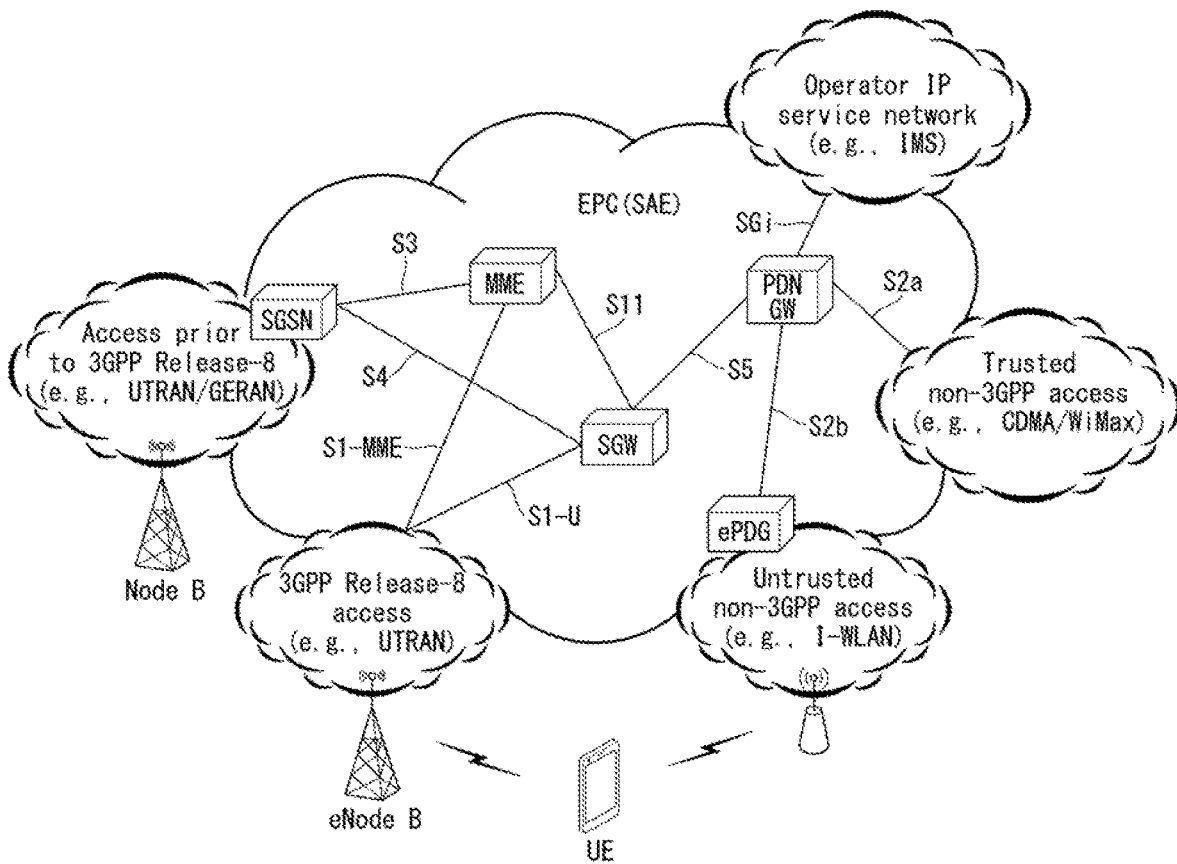 Operator IP
service network
(e.g., IMS)
EPC(SAE)
SGi
S3
MME
PDN
GW
S2a
SGSN
S11
Access prior
to 3GPP Release-8
(e.g., UTRAN/GERAN)
S4
S5
Trusted
non-3GPP access
(e.g., CDMA/WiMax)
S1-MME
SGW
S2b
S1-U
ePDG
Node B
3GPP Release-8
access
(e.g., UTRAN)
Untrusted
non-3GPP access
(e.g., I-WLAN)
eNode B
UE